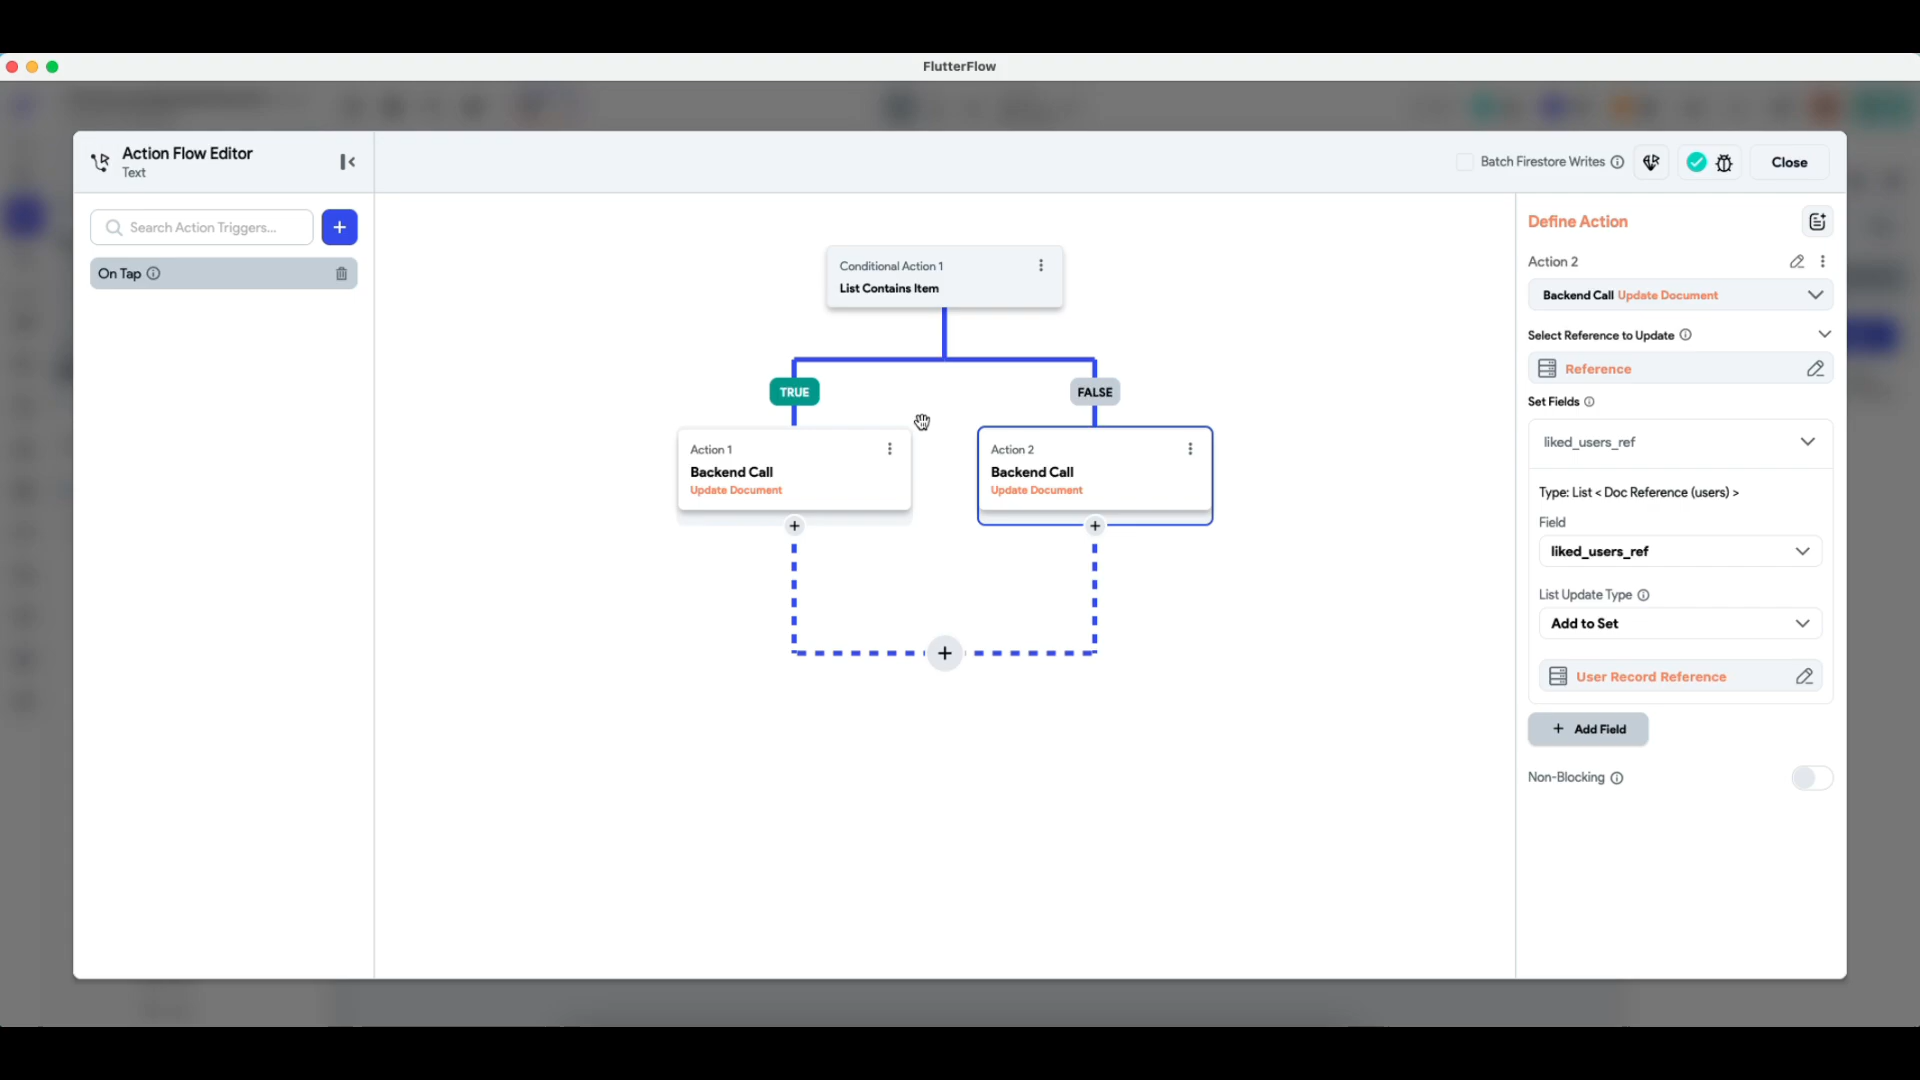 FlutterFlow
Action Flow Editor
Text
Batch Firestore Writes
Close
Search Action Triggers...
On Tap
Conditional Action 1
List Contains Item
TRUE
FALSE
Action 1
Backend Call
Update Document
Action 2
Backend Call
Update Document
Define Action
Action 2
Backend Call Update Document
Select Reference to Update
Reference
Set Fields
liked_users_ref
Type: List < Doc Reference (users) >
Field
liked_users_ref
List Update Type
Add to Set
User Record Reference
Add Field
Non-Blocking